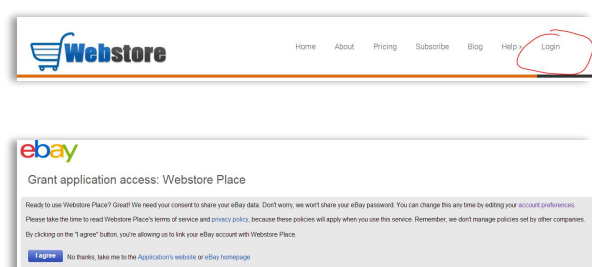 Webstore
Home About Pricing Subscribe Blog Help » Login
ebay
Grant application access: Webstore Place
Ready to use Webstore Place? Great! We need your consent to share your eBay data. Don't worry, we won't share your eBay password. You can change this any time by editing your account preferences.
Please take the time to read Webstore Place's terms of service and privacy policy, because these policies will apply when you use this service. Remember, we don't manage policies set by other companies.
By clicking on the "I agree" button, you're allowing us to link your eBay account with Webstore Place.
I agree No thanks, take me to the Application's website or eBay homepage